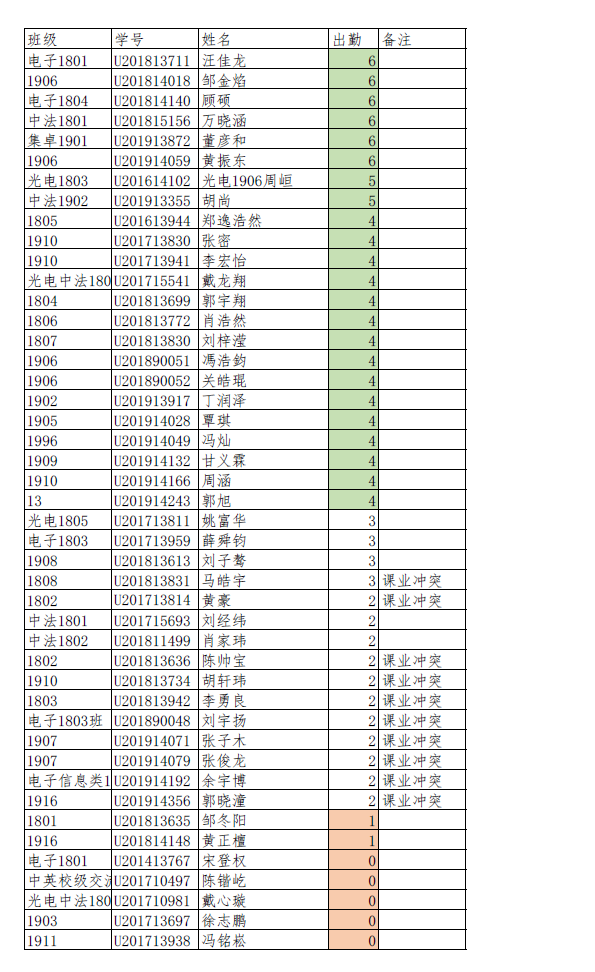 班级 学号 姓名 出勤 备注
电子1801 U201813711 汪佳龙 6
1906 U201814018 邹金焰 6
电子1804 U201814140 顾硕 6
中法1801 U201815156 万晓涵 6
集卓1901 U201913872 董彦和 6
1906 U201914059 黄振东 6
光电1803 U201614102 光电1906周峘 5
中法1902 U201913355 胡尚 5
1805 U201613944 郑逸浩然 4
1910 U201713830 张密 4
1910 U201713941 李宏怡 4
光电中法180 U201715541 戴龙翔 4
1804 U201813699 郭宇翔 4
1806 U201813772 肖浩然 4
1807 U201813830 刘梓滢 4
1906 U201890051 馮浩鈞 4
1906 U201890052 关皓琨 4
1902 U201913917 丁润泽 4
1905 U201914028 覃琪 4
1996 U201914049 冯灿 4
1909 U201914132 甘义霖 4
1910 U201914166 周涵 4
13 U201914243 郭旭 4
光电1805 U201713811 姚富华 3
电子1803 U201713959 薛舜钧 3
1908 U201813613 刘子骜 3
1808 U201813831 马皓宇 3 课业冲突
1802 U201713814 黄豪 2 课业冲突
中法1801 U201715693 刘经纬 2
中法1802 U201811499 肖家玮 2
1802 U201813636 陈帅宝 2 课业冲突
1910 U201813734 胡轩玮 2 课业冲突
1803 U201813942 李勇良 2 课业冲突
电子1803班 U201890048 刘宇扬 2 课业冲突
1907 U201914071 张子木 2 课业冲突
1907 U201914079 张俊龙 2 课业冲突
电子信息类1 U201914192 余宇博 2 课业冲突
1916 U201914356 郭晓潼 2 课业冲突
1801 U201813635 邹冬阳 1
1916 U201814148 黄正檀 1
电子1801 U201413767 宋登权 0
中英校级交流 U201710497 陈锴屹 0
光电中法180 U201710981 戴心璇 0
1903 U201713697 徐志鹏 0
1911 U201713938 冯铭崧 0